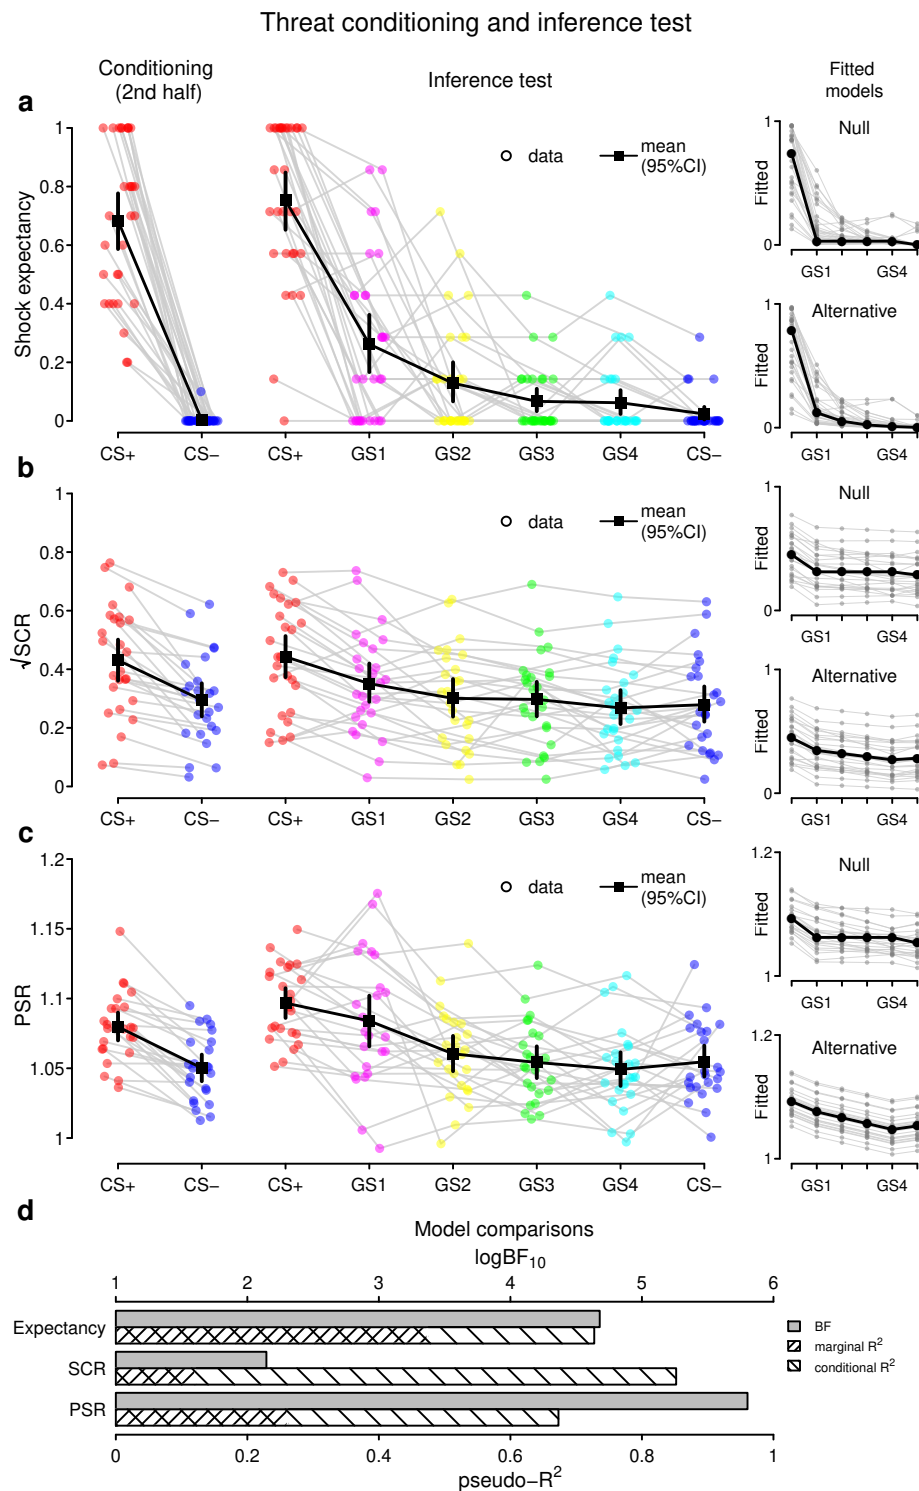 Threat conditioning and inference test
Conditioning
(2nd half)
Inference test
Fitted
models
a
Shock expectancy
1
0.8
0.6
0.4
0.2
0
data
mean
(95%CI)
CS+
CS−
CS+
GS1
GS2
GS3
GS4
CS−
Null
Fitted
1
0
GS1
GS4
Alternative
Fitted
1
0
GS1
GS4
b
√SCR
1
0.8
0.6
0.4
0.2
0
data
mean
(95%CI)
CS+
CS−
CS+
GS1
GS2
GS3
GS4
CS−
Null
Fitted
1
0
GS1
GS4
Alternative
Fitted
1
0
GS1
GS4
c
PSR
1.2
1.15
1.1
1.05
1
data
mean
(95%CI)
CS+
CS−
CS+
GS1
GS2
GS3
GS4
CS−
Null
Fitted
1.2
1
GS1
GS4
Alternative
Fitted
1.2
1
GS1
GS4
d
Model comparisons
logBF₁₀
1 2 3 4 5 6
Expectancy
SCR
PSR
BF
marginal R²
conditional R²
0 0.2 0.4 0.6 0.8 1
pseudo−R²